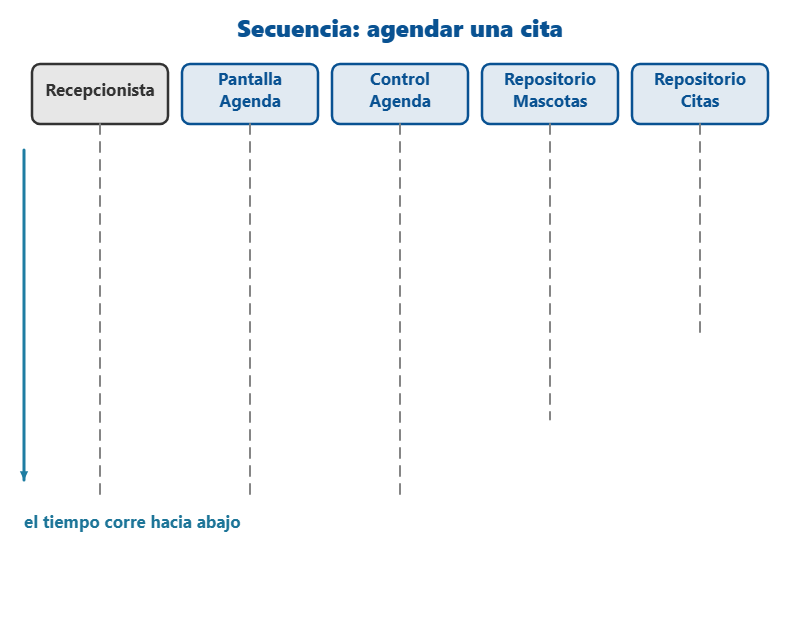 Secuencia: agendar una cita
Recepcionista
Pantalla
Agenda
Control
Agenda
Repositorio
Mascotas
Repositorio
Citas
el tiempo corre hacia abajo